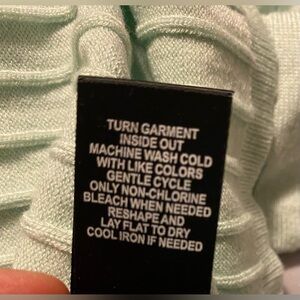 TURN GARMENT
INSIDE OUT
MACHINE WASH COLD
WITH LIKE COLORS
GENTLE CYCLE
ONLY NON-CHLORINE
BLEACH WHEN NEEDED
RESHAPE AND
LAY FLAT TO DRY
COOL IRON IF NEEDED